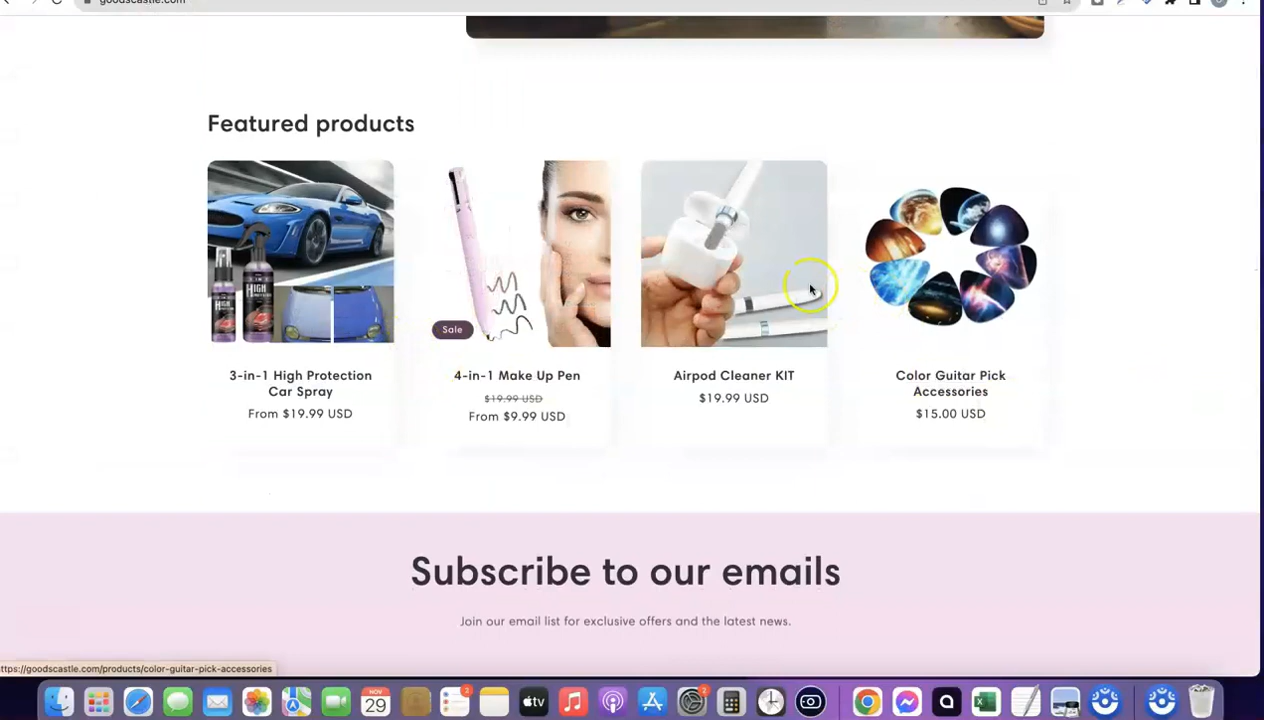 goodscastle.com
Featured products
HIGH
HIGH
Sale
3-in-1 High Protection
Car Spray
From $19.99 USD
4-in-1 Make Up Pen
$19.99 USD
From $9.99 USD
Airpod Cleaner KIT
$19.99 USD
Color Guitar Pick
Accessories
$15.00 USD
Subscribe to our emails
Join our email list for exclusive offers and the latest news.
https://goodscastle.com/products/color-guitar-pick-accessories
NOV
29
tv